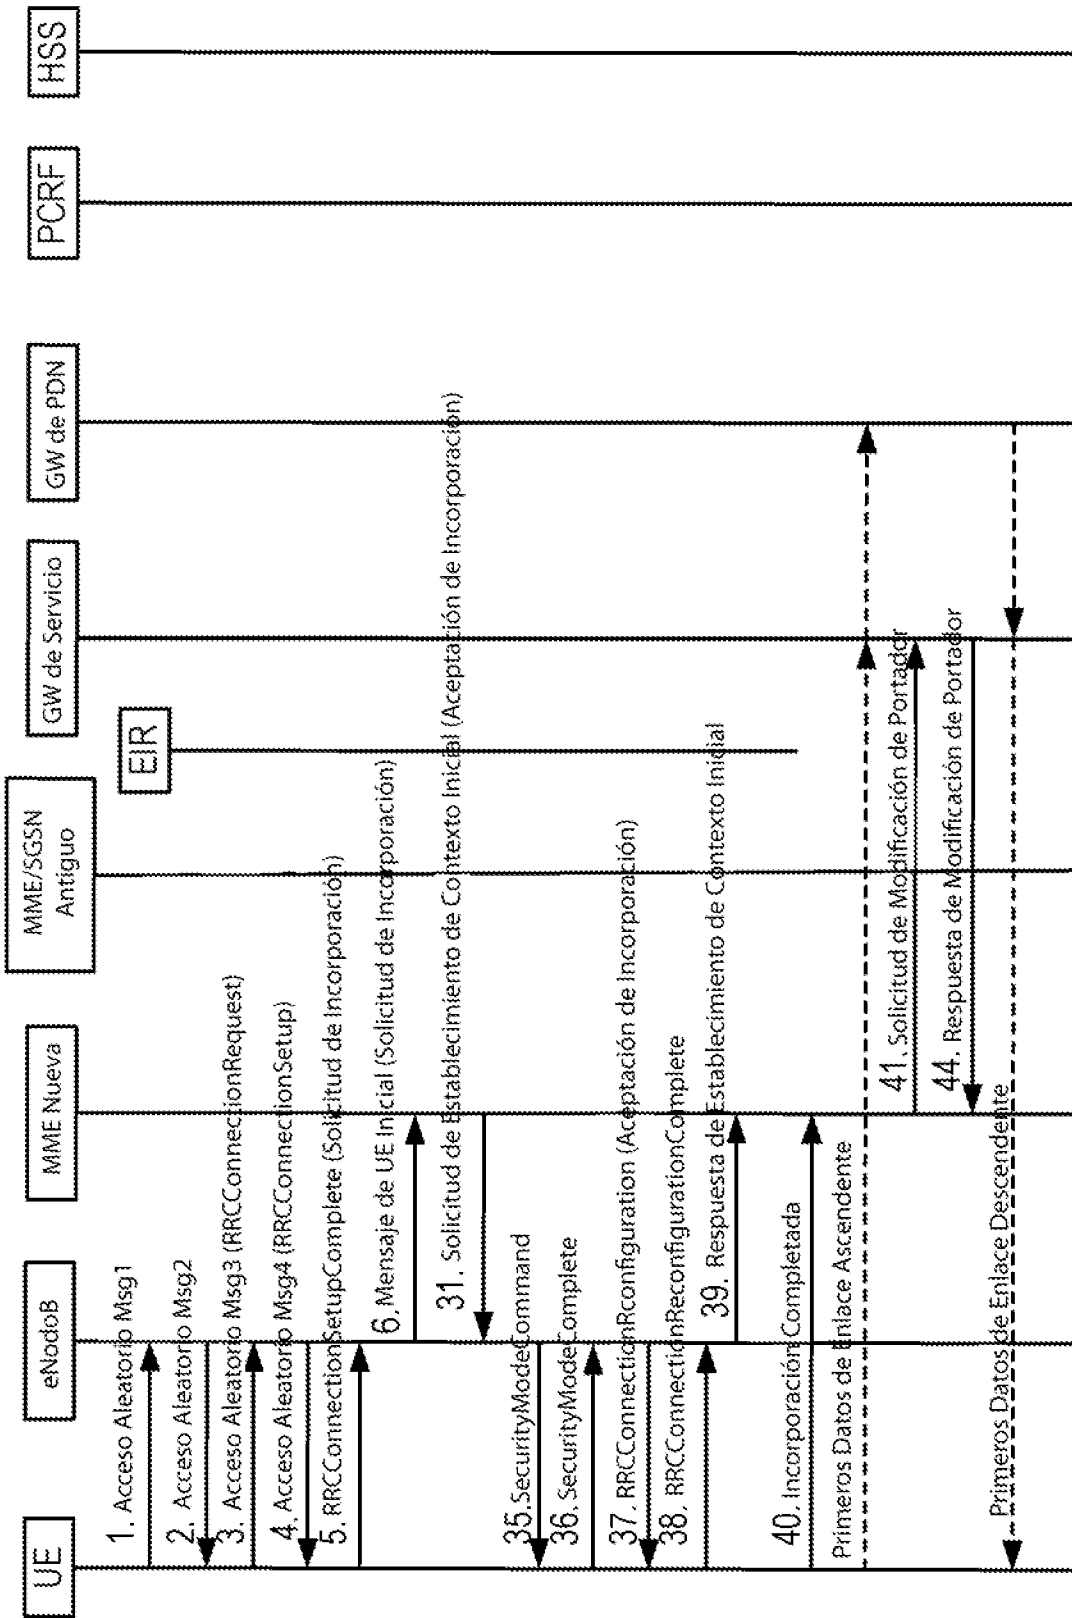 UE
eNodoB
MME Nueva
MME/SGSN
Antiguo
EIR
GW de Servicio
GW de PDN
PCRF
HSS
1. Acceso Aleatorio Msg1
2. Acceso Aleatorio Msg2
3. Acceso Aleatorio Msg3 (RRCConnectionRequest)
4. Acceso Aleatorio Msg4 (RRCConnectionSetup)
5. RRCConnectionSetupComplete (Solicitud de Incorporación)
6. Mensaje de UE Inicial (Solicitud de Incorporación)
31. Solicitud de Establecimiento de Contexto Inicial (Aceptación de Incorporación)
35. SecurityModeCommand
36. SecurityModeComplete
37. RRCConnectionRconfiguration (Aceptación de Incorporación)
38. RRCConnectionReconfigurationComplete
39. Respuesta de Establecimiento de Contexto Inicial
40. Incorporación Completada
Primeros Datos de Enlace Ascendente
41. Solicitud de Modificación de Portador
44. Respuesta de Modificación de Portador
Primeros Datos de Enlace Descendente